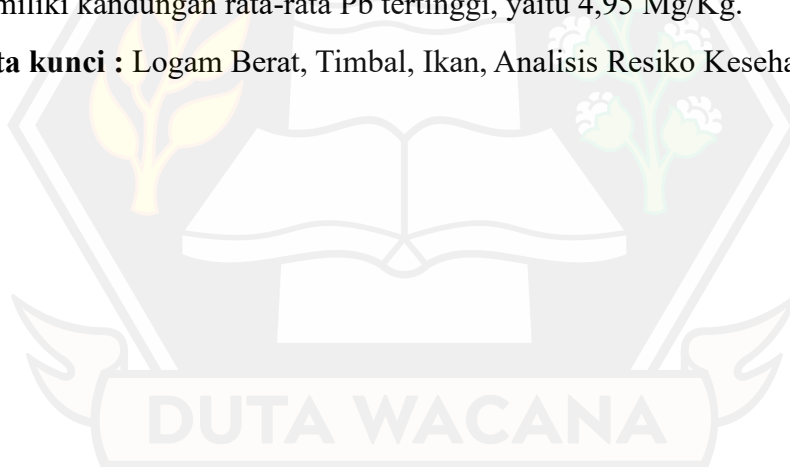 miliki kandungan rata-rata Pb tertinggi, yaitu 4,95 Mg/Kg.
ta kunci : Logam Berat, Timbal, Ikan, Analisis Resiko Keseha
DUTA WACANA